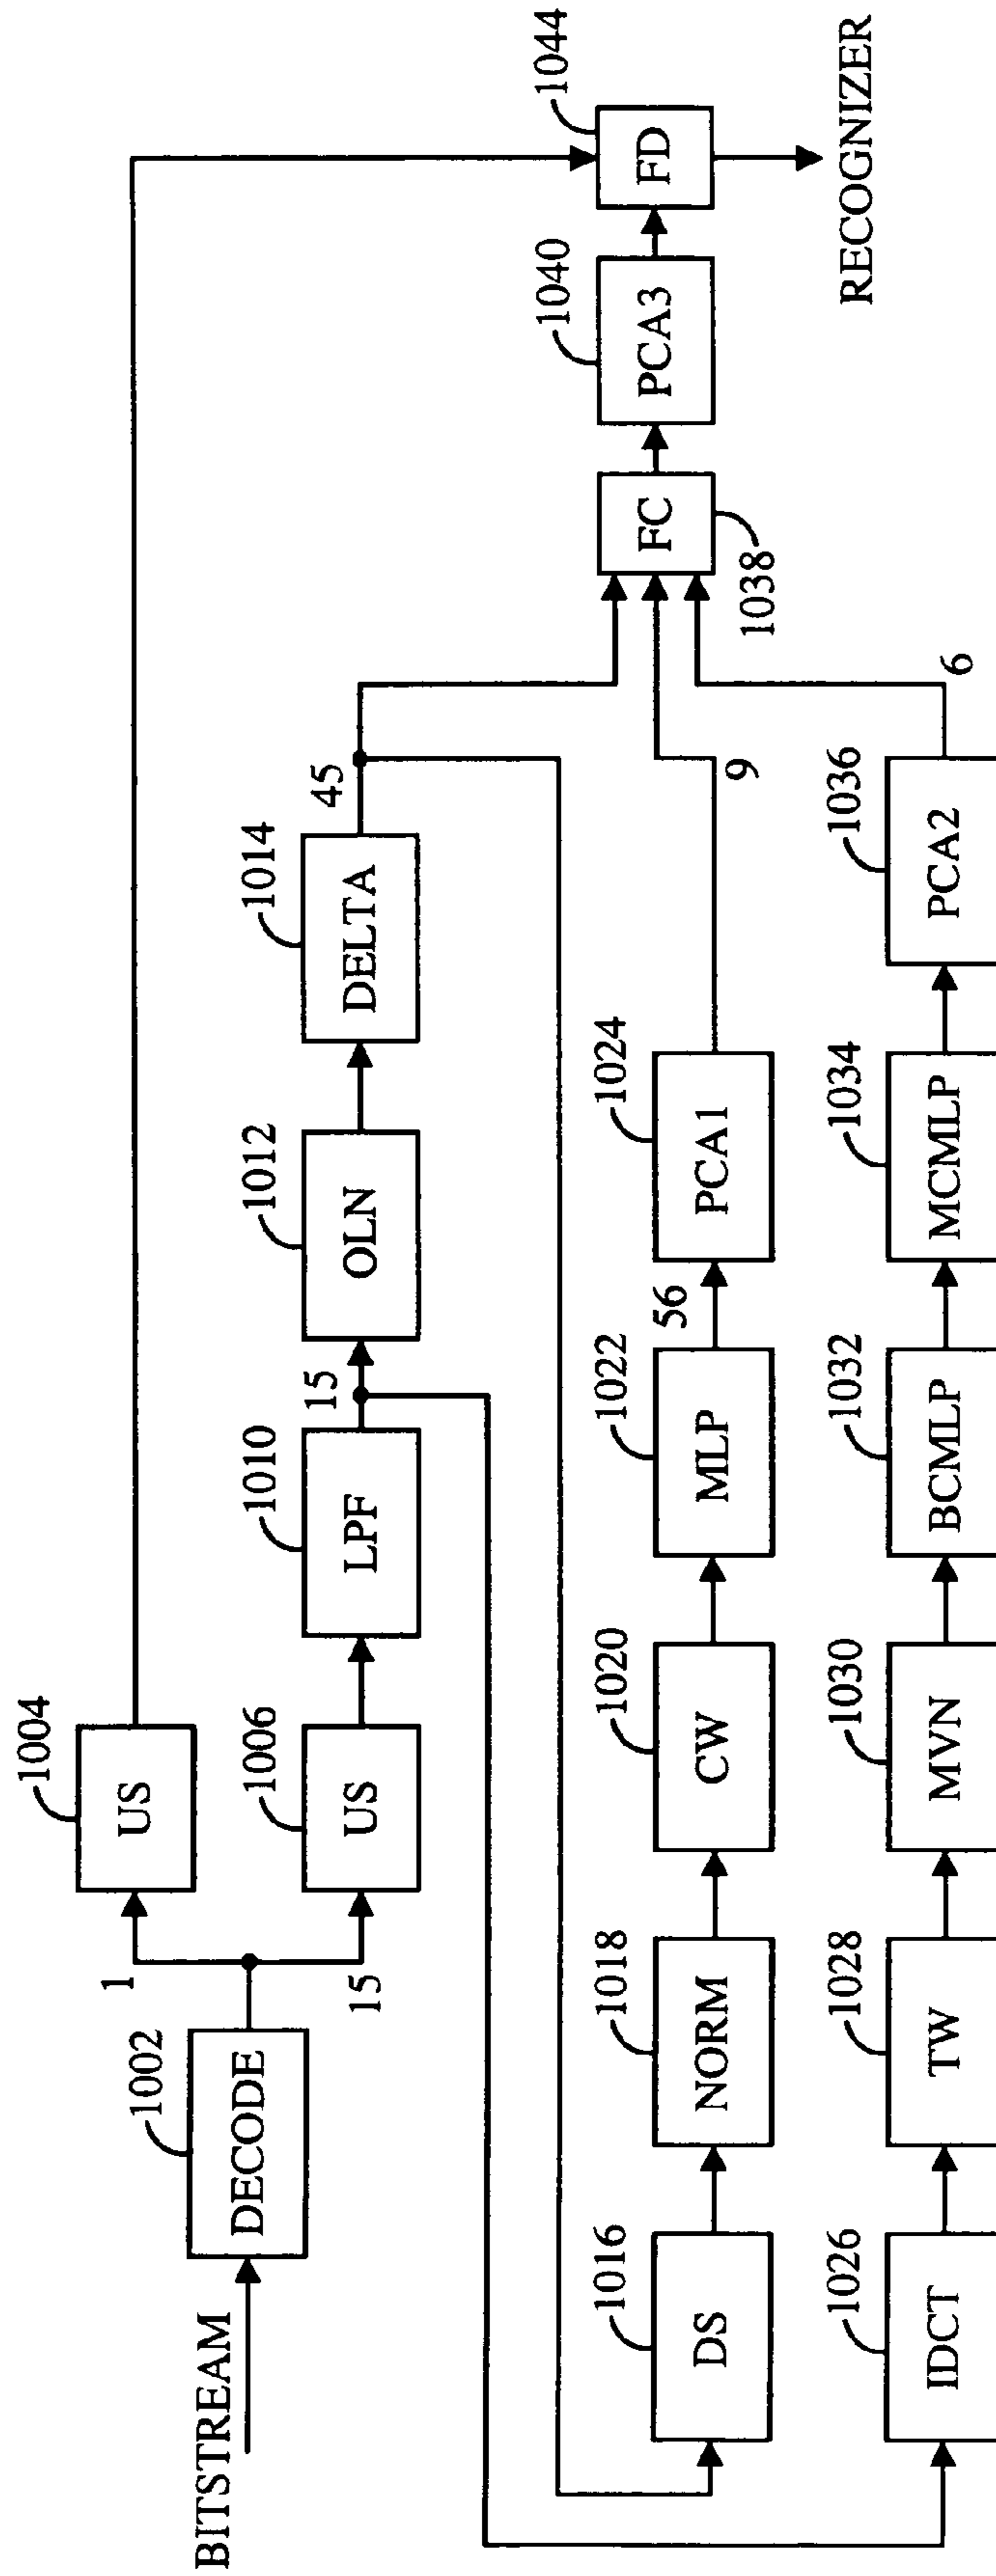 BITSTREAM
1002
DECODE
1
15
1004
US
1006
US
1010
LPF
15
1012
OLN
1014
DELTA
45
1016
DS
1018
NORM
1020
CW
1022
MLP
56
1024
PCA1
9
1026
IDCT
1028
TW
1030
MVN
1032
BCMLP
1034
MCMLP
1036
PCA2
6
FC
1038
1040
PCA3
1044
FD
RECOGNIZER